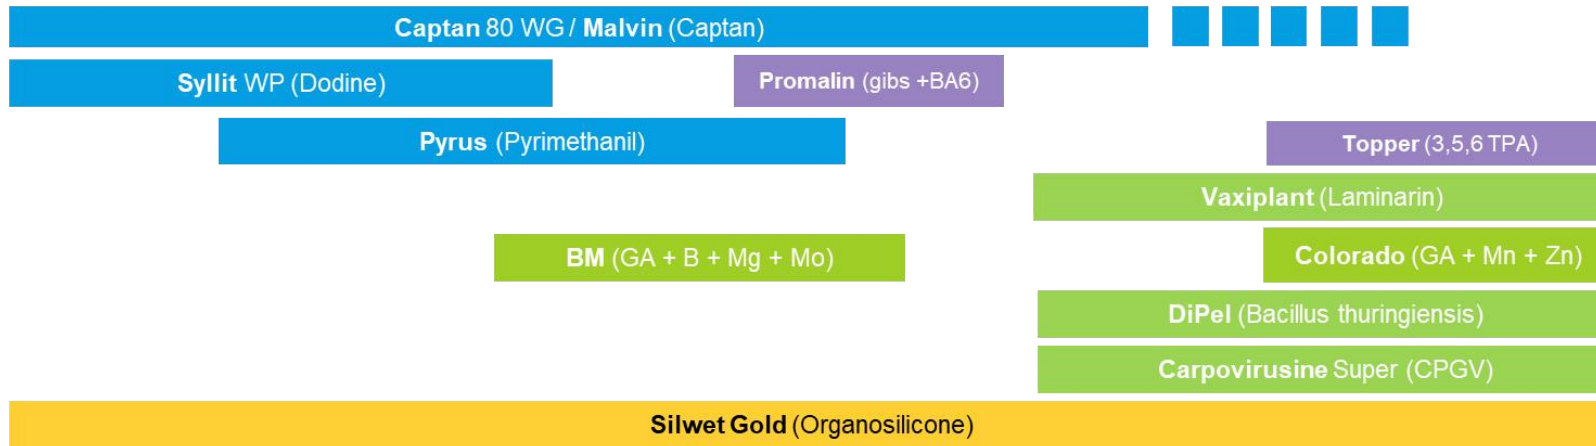 Captan 80 WG / Malvin (Captan)
Syllit WP (Dodine)
Promalin (gibs +BA6)
Pyrus (Pyrimethanil)
Topper (3,5,6 TPA)
Vaxiplant (Laminarin)
BM (GA + B + Mg + Mo)
Colorado (GA + Mn + Zn)
DiPel (Bacillus thuringiensis)
Carpovirusine Super (CPGV)
Silwet Gold (Organosilicone)